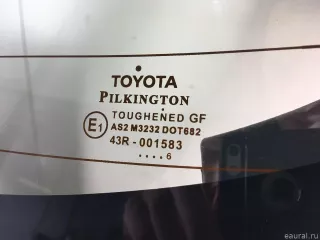 TOYOTA
PILKINGTON
TOUGHENED GF
E1 AS2 M3232 DOT682
43R - 001583
....6
eaural.ru